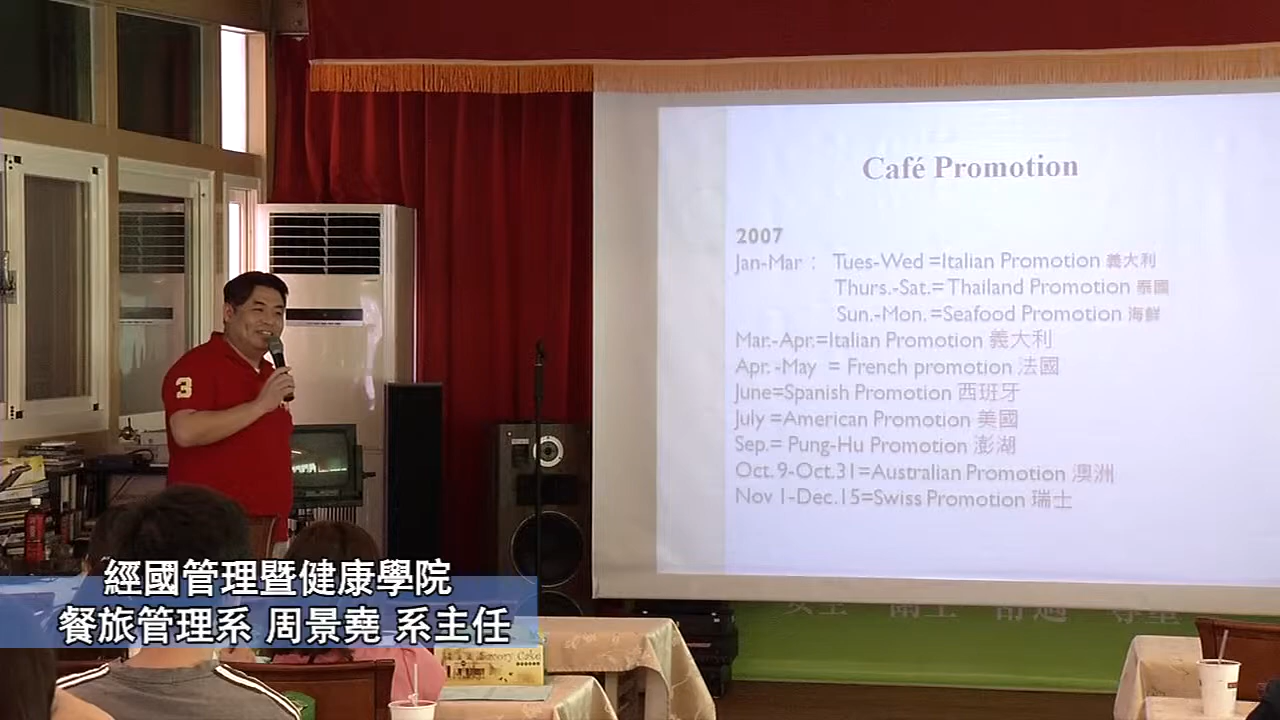 Café Promotion
2007
Jan-Mar : Tues-Wed =Italian Promotion 義大利
Thurs.-Sat.= Thailand Promotion 泰國
Sun.-Mon. =Seafood Promotion 海鮮
Mar.-Apr.=Italian Promotion 義大利
Apr. -May = French promotion 法國
June=Spanish Promotion 西班牙
July =American Promotion 美國
Sep.= Pung-Hu Promotion 澎湖
Oct. 9-Oct.31=Australian Promotion 澳洲
Nov 1-Dec.15=Swiss Promotion 瑞士
3
經國管理暨健康學院
餐旅管理系 周景堯 系主任
Savory Cake